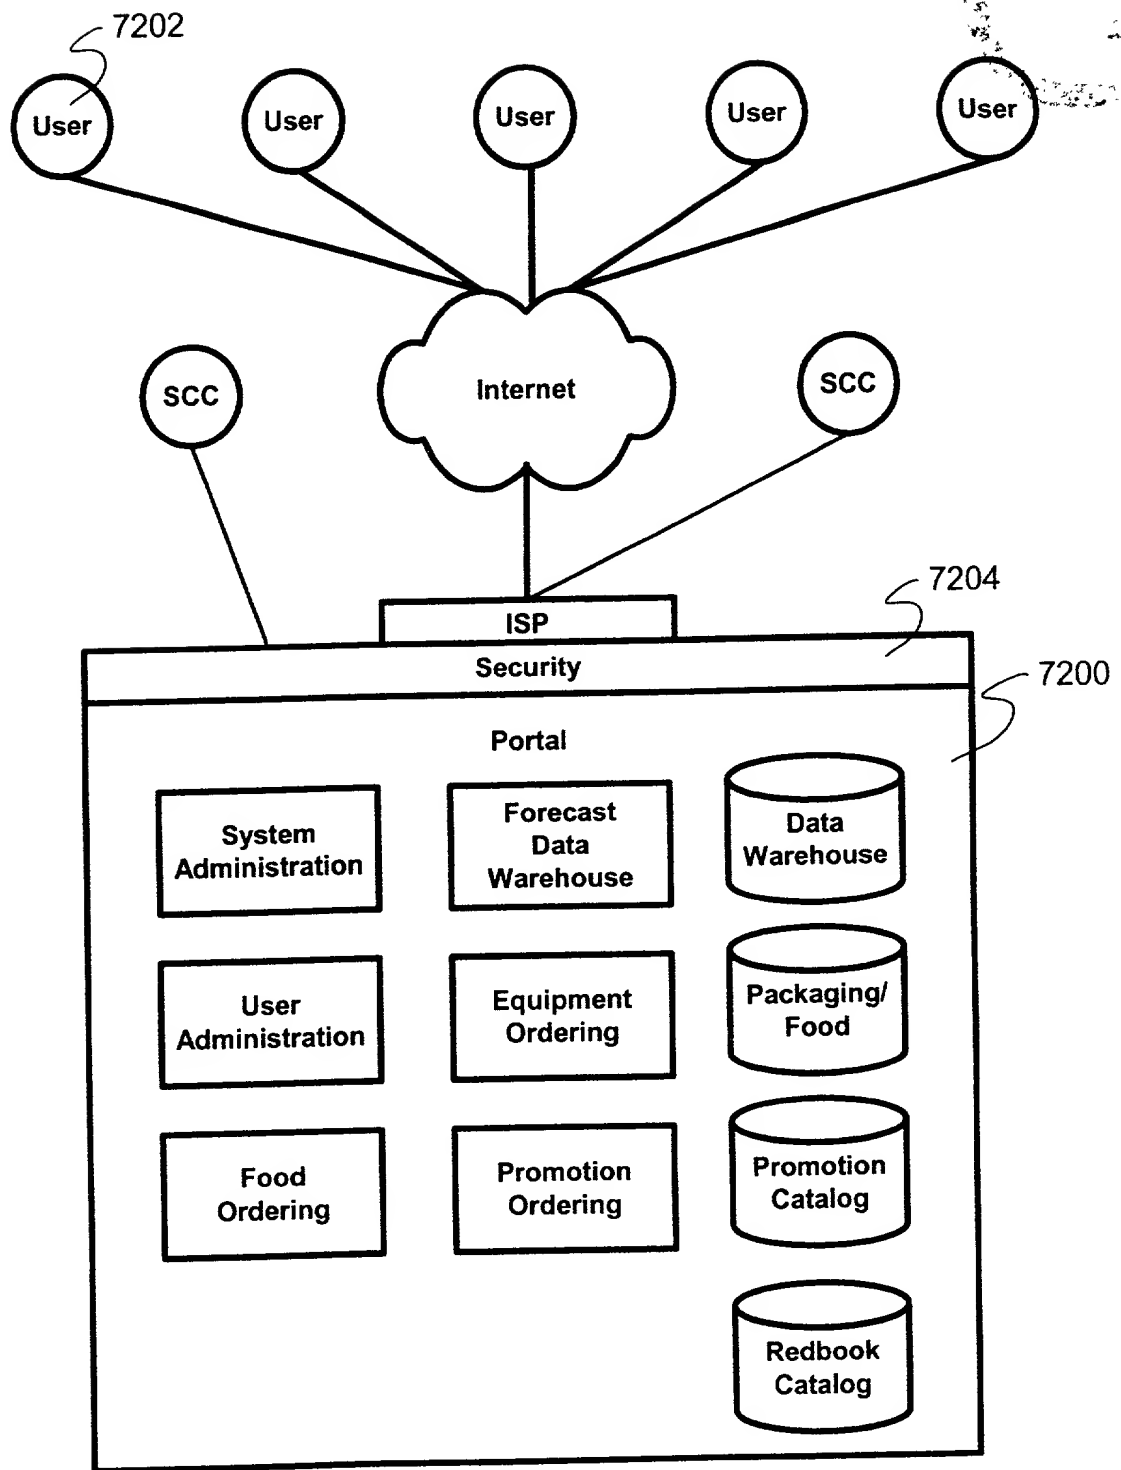 7202
User
User
User
User
User
Internet
SCC
SCC
7204
ISP
Security
7200
Portal
System
Administration
Forecast
Data
Warehouse
Data
Warehouse
User
Administration
Equipment
Ordering
Packaging/
Food
Food
Ordering
Promotion
Ordering
Promotion
Catalog
Redbook
Catalog